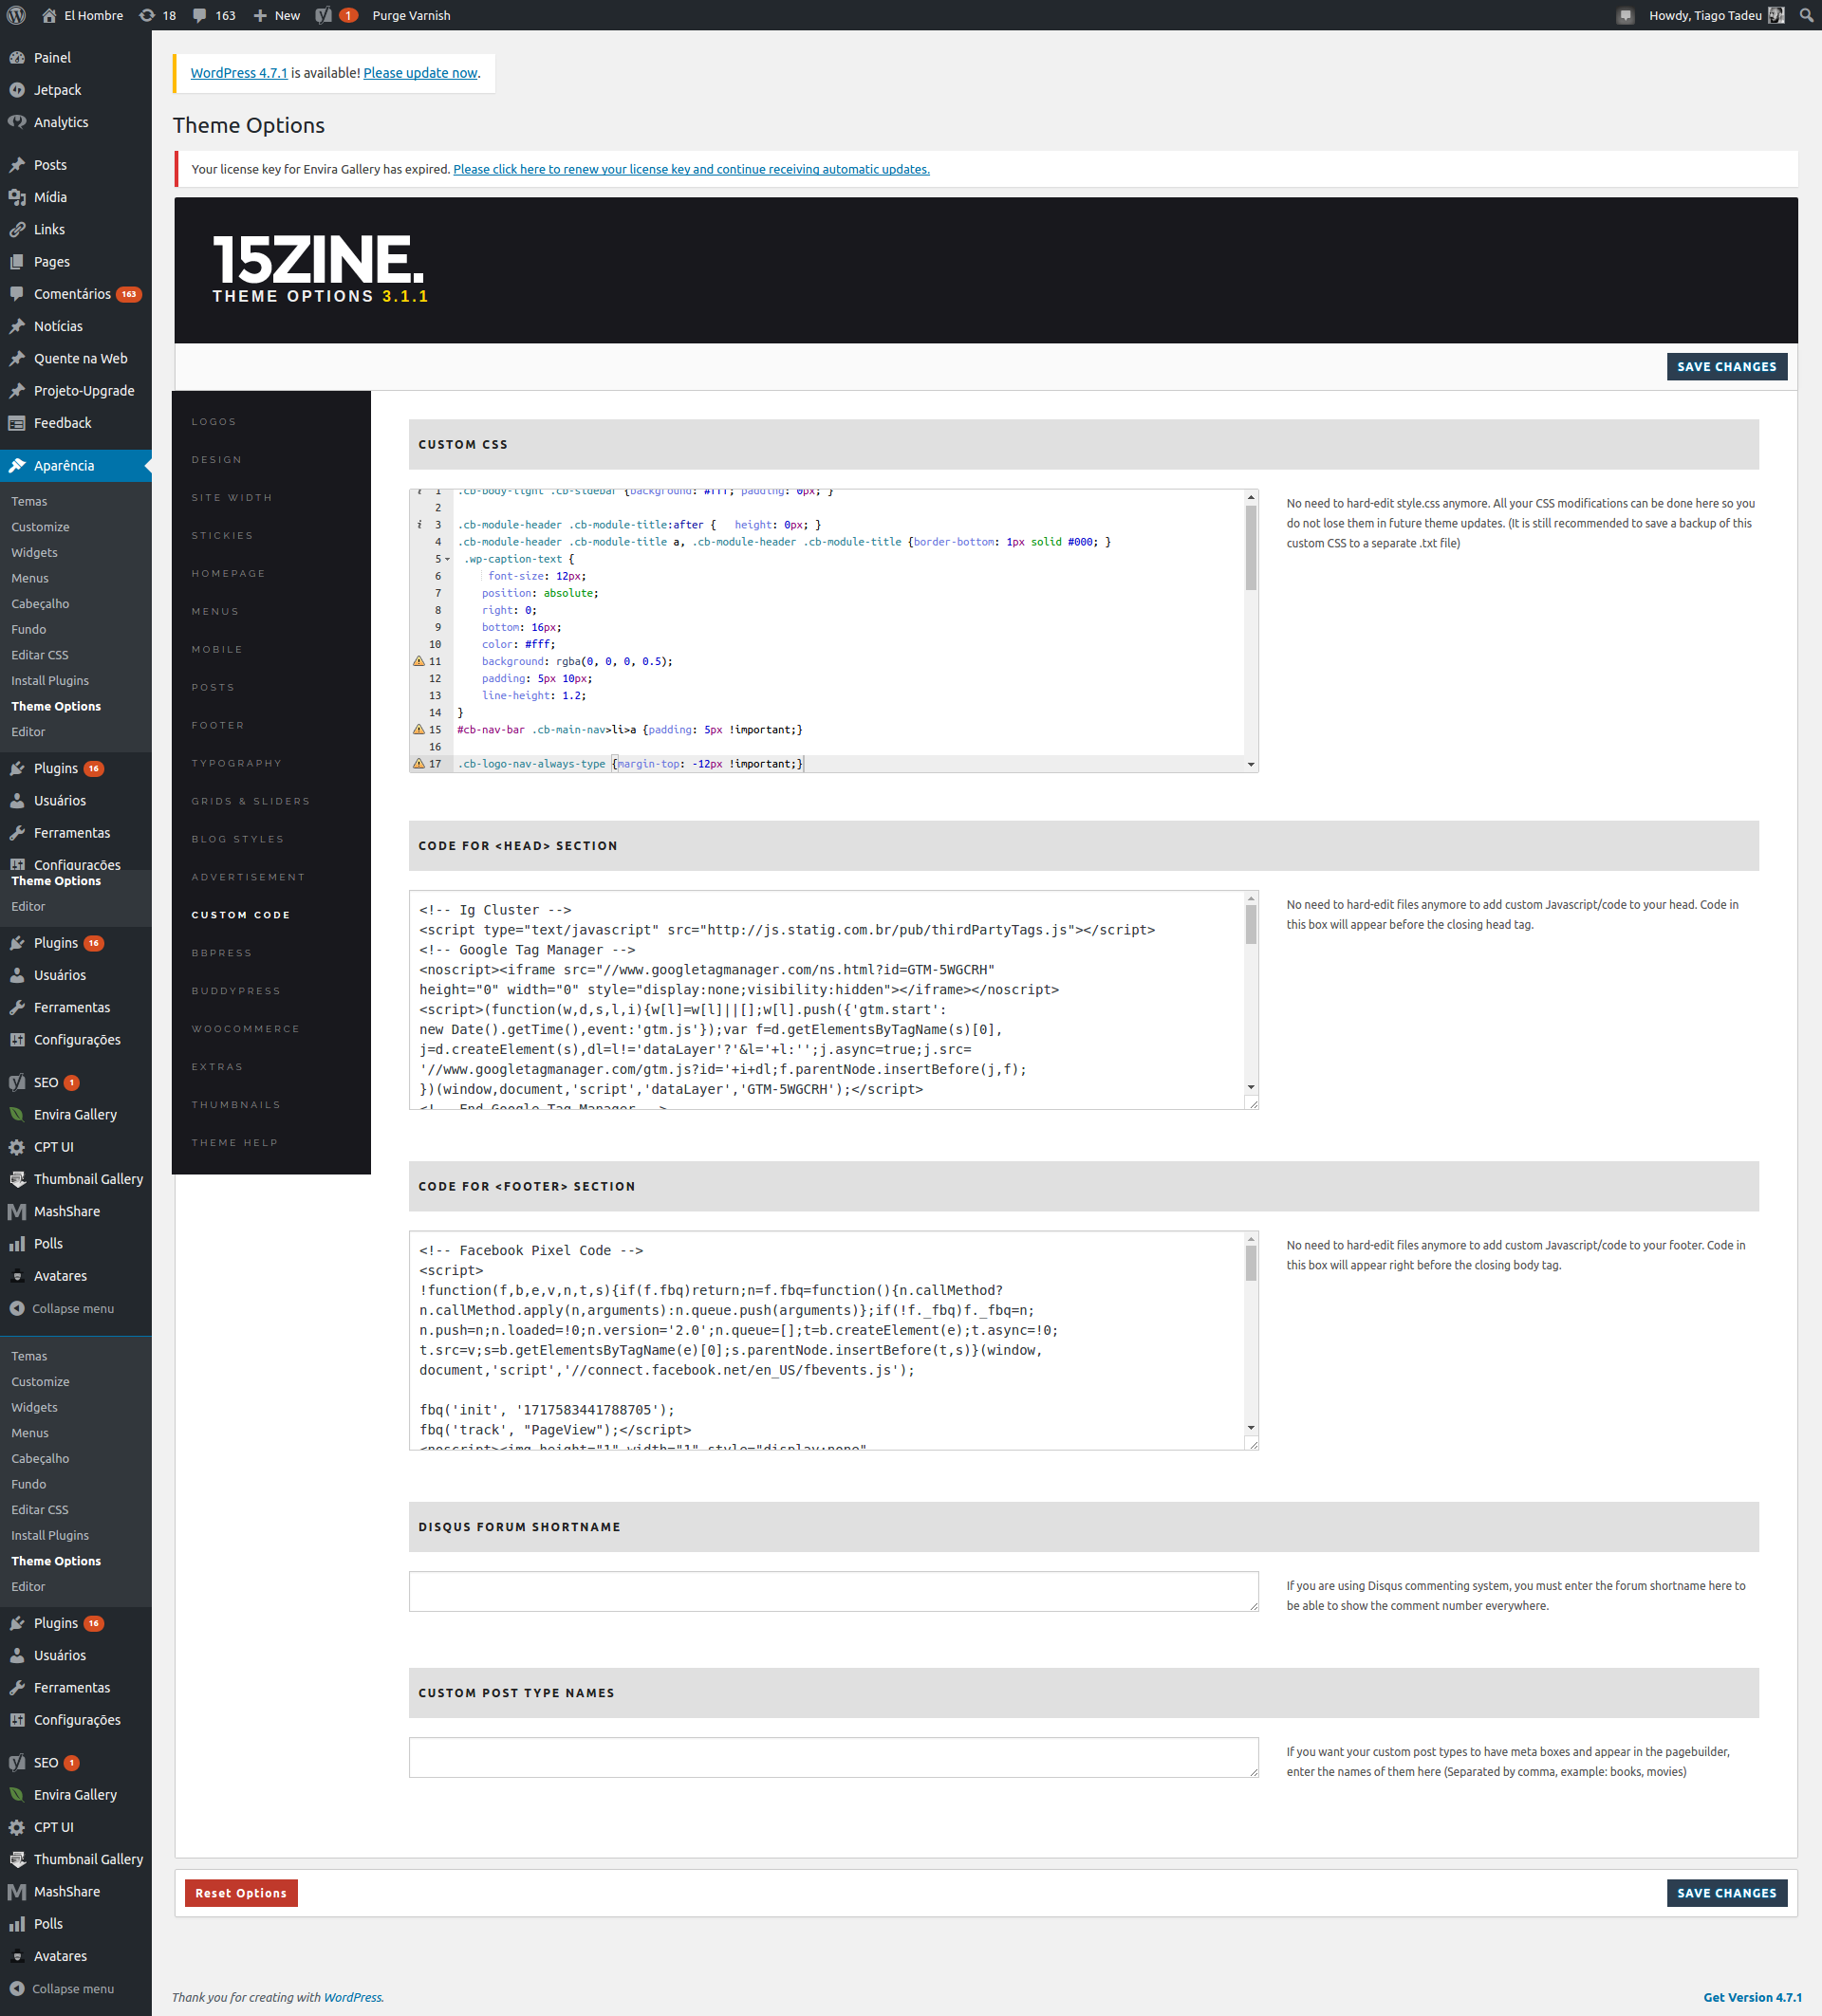 El Hombre 18 163 New 1 Purge Varnish Howdy, Tiago Tadeu
Painel
Jetpack
Analytics
Posts
Mídia
Links
Pages
Comentários 163
Notícias
Quente na Web
Projeto-Upgrade
Feedback
Aparência
Temas
Customize
Widgets
Menus
Cabeçalho
Fundo
Editar CSS
Install Plugins
Theme Options
Editor
Plugins 16
Usuários
Ferramentas
Configurações
Theme Options
Editor
Plugins 16
Usuários
Ferramentas
Configurações
SEO 1
Envira Gallery
CPT UI
Thumbnail Gallery
MashShare
Polls
Avatares
Collapse menu
Temas
Customize
Widgets
Menus
Cabeçalho
Fundo
Editar CSS
Install Plugins
Theme Options
Editor
Plugins 16
Usuários
Ferramentas
Configurações
SEO 1
Envira Gallery
CPT UI
Thumbnail Gallery
MashShare
Polls
Avatares
Collapse menu
WordPress 4.7.1 is available! Please update now.
Theme Options
Your license key for Envira Gallery has expired. Please click here to renew your license key and continue receiving automatic updates.
15ZINE.
THEME OPTIONS 3.1.1
SAVE CHANGES
LOGOS
DESIGN
SITE WIDTH
STICKIES
HOMEPAGE
MENUS
MOBILE
POSTS
FOOTER
TYPOGRAPHY
GRIDS & SLIDERS
BLOG STYLES
ADVERTISEMENT
CUSTOM CODE
BBPRESS
BUDDYPRESS
WOOCOMMERCE
EXTRAS
THUMBNAILS
THEME HELP
CUSTOM CSS
1 .cb-body-light .cb-sidebar {background: #fff; padding: 0px; }
2
3 .cb-module-header .cb-module-title:after { height: 0px; }
4 .cb-module-header .cb-module-title a, .cb-module-header .cb-module-title {border-bottom: 1px solid #000; }
5 .wp-caption-text {
6 font-size: 12px;
7 position: absolute;
8 right: 0;
9 bottom: 16px;
10 color: #fff;
11 background: rgba(0, 0, 0, 0.5);
12 padding: 5px 10px;
13 line-height: 1.2;
14 }
15 #cb-nav-bar .cb-main-nav>li>a {padding: 5px !important;}
16
17 .cb-logo-nav-always-type {margin-top: -12px !important;}
No need to hard-edit style.css anymore. All your CSS modifications can be done here so you
do not lose them in future theme updates. (It is still recommended to save a backup of this
custom CSS to a separate .txt file)
CODE FOR <HEAD> SECTION
<!-- Ig Cluster -->
<script type="text/javascript" src="http://js.statig.com.br/pub/thirdPartyTags.js"></script>
<!-- Google Tag Manager -->
<noscript><iframe src="//www.googletagmanager.com/ns.html?id=GTM-5WGCRH"
height="0" width="0" style="display:none;visibility:hidden"></iframe></noscript>
<script>(function(w,d,s,l,i){w[l]=w[l]||[];w[l].push({'gtm.start':
new Date().getTime(),event:'gtm.js'});var f=d.getElementsByTagName(s)[0],
j=d.createElement(s),dl=l!='dataLayer'?'&l='+l:'';j.async=true;j.src=
'//www.googletagmanager.com/gtm.js?id='+i+dl;f.parentNode.insertBefore(j,f);
})(window,document,'script','dataLayer','GTM-5WGCRH');</script>
<!-- End Google Tag Manager -->
No need to hard-edit files anymore to add custom Javascript/code to your head. Code in
this box will appear before the closing head tag.
CODE FOR <FOOTER> SECTION
<!-- Facebook Pixel Code -->
<script>
!function(f,b,e,v,n,t,s){if(f.fbq)return;n=f.fbq=function(){n.callMethod?
n.callMethod.apply(n,arguments):n.queue.push(arguments)};if(!f._fbq)f._fbq=n;
n.push=n;n.loaded=!0;n.version='2.0';n.queue=[];t=b.createElement(e);t.async=!0;
t.src=v;s=b.getElementsByTagName(e)[0];s.parentNode.insertBefore(t,s)}(window,
document,'script','//connect.facebook.net/en_US/fbevents.js');
fbq('init', '1717583441788705');
fbq('track', "PageView");</script>
<noscript><img height="1" width="1" style="display:none"
No need to hard-edit files anymore to add custom Javascript/code to your footer. Code in
this box will appear right before the closing body tag.
DISQUS FORUM SHORTNAME
If you are using Disqus commenting system, you must enter the forum shortname here to
be able to show the comment number everywhere.
CUSTOM POST TYPE NAMES
If you want your custom post types to have meta boxes and appear in the pagebuilder,
enter the names of them here (Separated by comma, example: books, movies)
Reset Options SAVE CHANGES
Thank you for creating with WordPress. Get Version 4.7.1